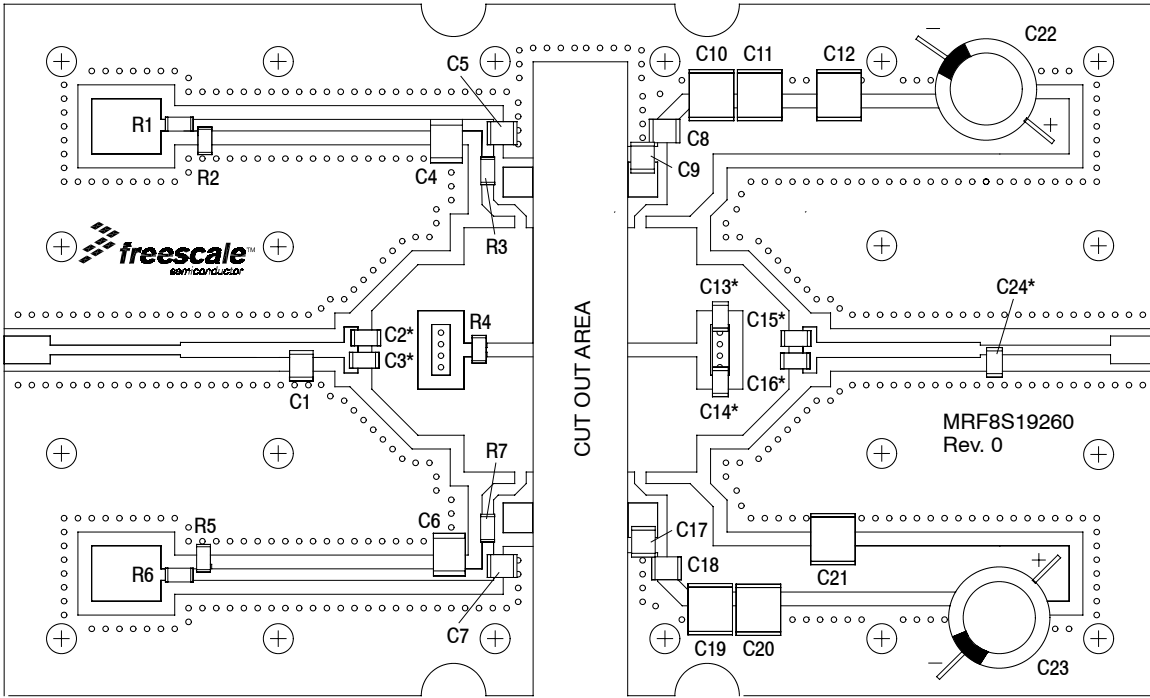 C22
C10 C11 C12
C5
R1
C8
R2
C4
C9
R3
freescale™
semiconductor
C13*
C24*
C2*
R4
C15*
C3*
C16*
C1
C14*
CUT OUT AREA
MRF8S19260
Rev. 0
R7
R5
C6
C17
C18
R6
C21
C7
C19 C20
C23